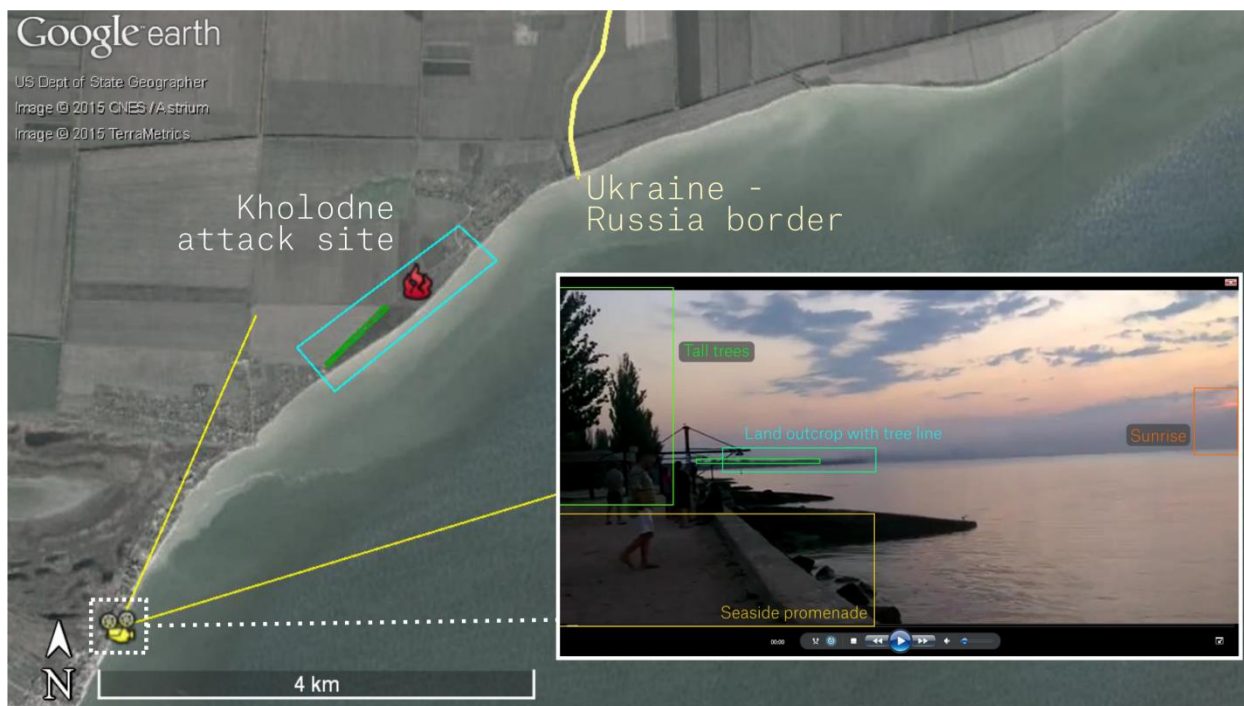 Google earth
US Dept of State Geographer
Image © 2015 CNES / Astrium
Image © 2015 TerraMetrics
Kholodne
attack site
Ukraine -
Russia border
Tall trees
Land outcrop with tree line
Sunrise
Seaside promenade
00:00
N
4 km